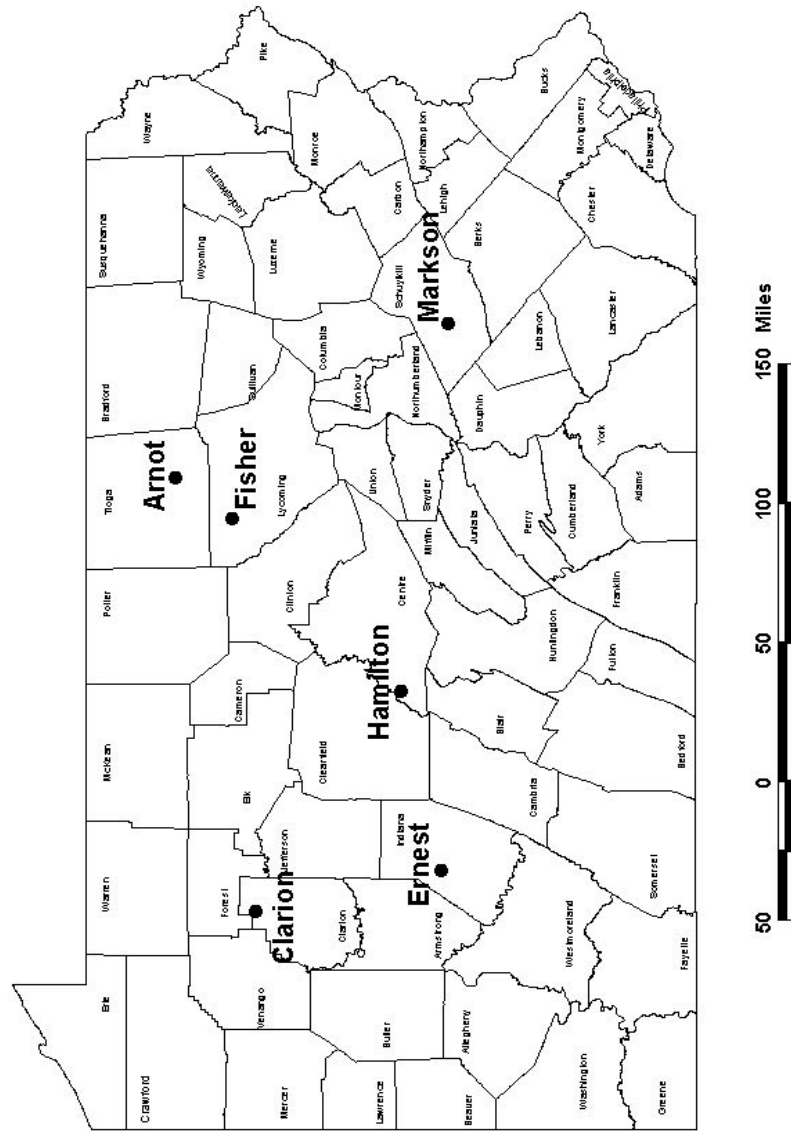 Erie
Warren
McKean
Potter
Tioga
Bradford
Susquehanna
Wayne
Crawford
Arnot
Wyoming
Lackawanna
Pike
Mercer
Venango
Forest
Elk
Cameron
Clinton
Fisher
Lycoming
Sullivan
Luzerne
Monroe
Clarion
Clarion
Jefferson
Clearfield
Columbia
Montour
Union
Carbon
Lawrence
Butler
Armstrong
Indiana
Hamilton
Centre
Mifflin
Snyder
Northumberland
Schuykill
Markson
Lehigh
Northampton
Beaver
Allegheny
Ernest
Cambria
Blair
Huntingdon
Juniata
Perry
Dauphin
Lebanon
Berks
Bucks
Washington
Westmoreland
Cumberland
Montgomery
Philadelphia
Greene
Fayette
Somerset
Bedford
Fulton
Franklin
Adams
York
Lancaster
Chester
Delaware
50 0 50 100 150 Miles